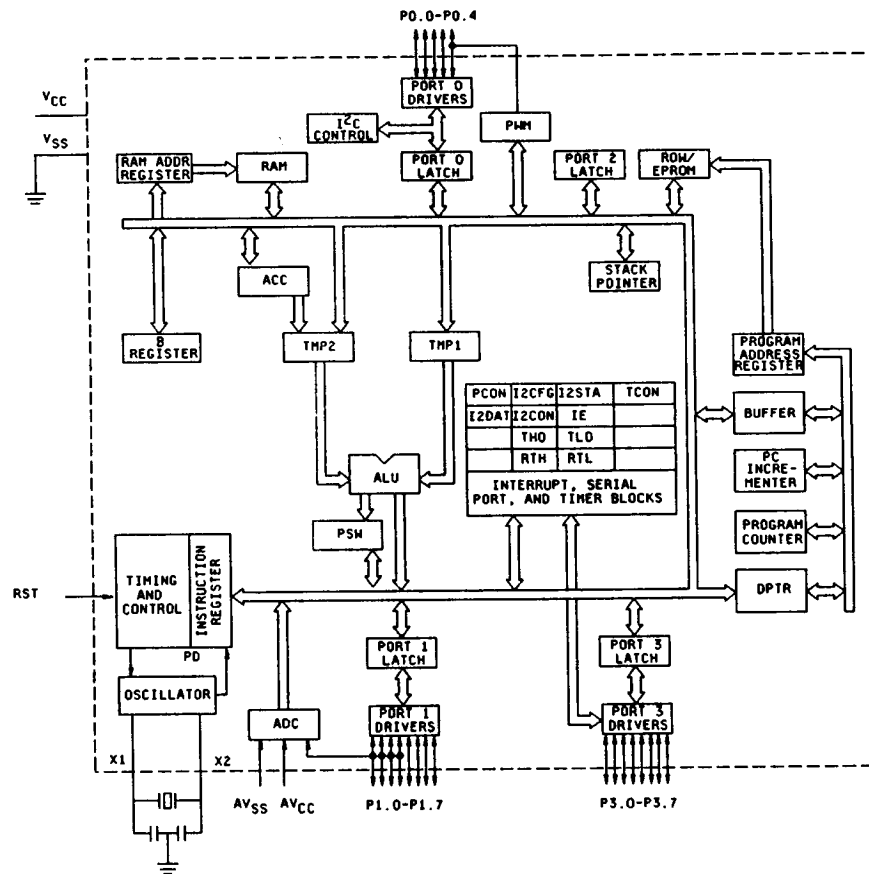 P0.0-P0.4
PORT 0
DRIVERS
VCC
I2C
CONTROL
PWM
VSS
RAM ADDR
REGISTER
RAM
PORT 0
LATCH
PORT 2
LATCH
ROW/
EPROM
ACC
STACK
POINTER
B
REGISTER
TMP2
TMP1
PROGRAM
ADDRESS
REGISTER
PCON I2CFG I2STA TCON
I2DAT I2CON IE
TH0 TL0
RTH RTL
INTERRUPT, SERIAL
PORT, AND TIMER BLOCKS
BUFFER
ALU
PC
INCRE-
MENTER
PSW
PROGRAM
COUNTER
RST
TIMING
AND
CONTROL
INSTRUCTION
REGISTER
DPTR
PD
PORT 1
LATCH
PORT 3
LATCH
OSCILLATOR
ADC
PORT 1
DRIVERS
PORT 3
DRIVERS
X1
X2
AVSS
AVCC
P1.0-P1.7
P3.0-P3.7